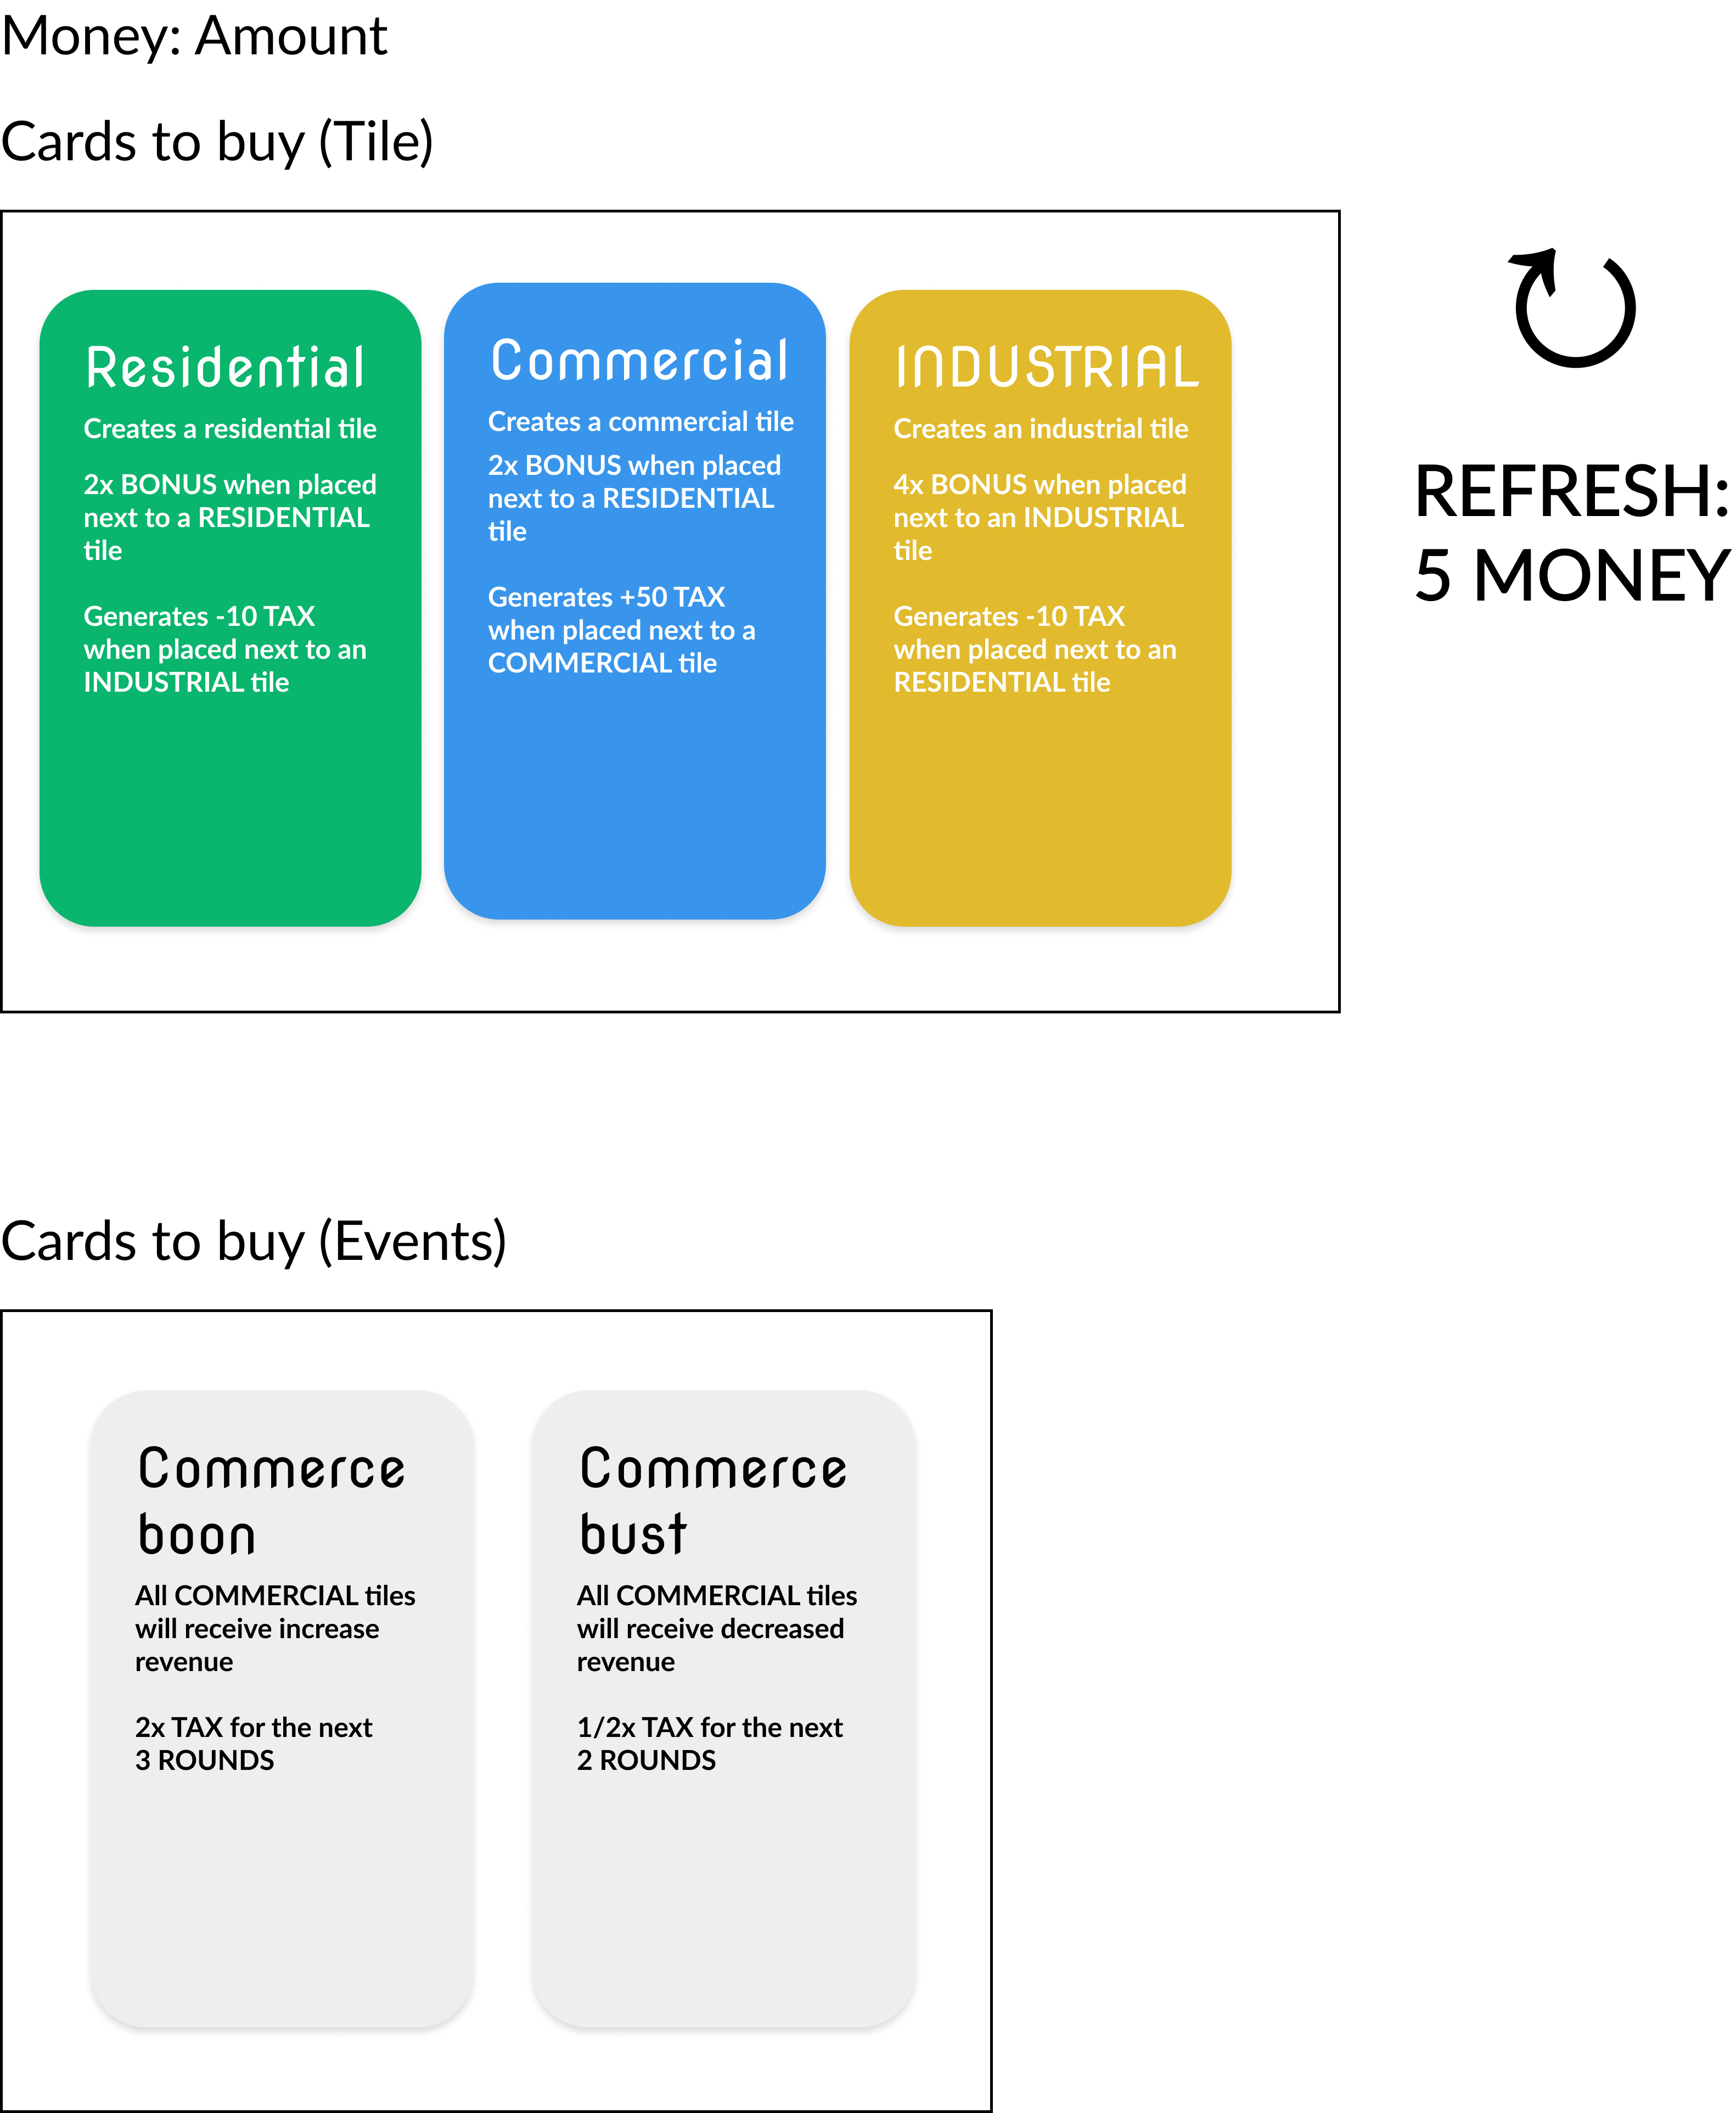 Money: Amount
Cards to buy (Tile)
Residential
Creates a residential tile
2x BONUS when placed
next to a RESIDENTIAL
tile
Generates -10 TAX
when placed next to an
INDUSTRIAL tile
Commercial
Creates a commercial tile
2x BONUS when placed
next to a RESIDENTIAL
tile
Generates +50 TAX
when placed next to a
COMMERCIAL tile
INDUSTRIAL
Creates an industrial tile
4x BONUS when placed
next to an INDUSTRIAL
tile
Generates -10 TAX
when placed next to an
RESIDENTIAL tile
REFRESH:
5 MONEY
Cards to buy (Events)
Commerce
boon
All COMMERCIAL tiles
will receive increase
revenue
2x TAX for the next
3 ROUNDS
Commerce
bust
All COMMERCIAL tiles
will receive decreased
revenue
1/2x TAX for the next
2 ROUNDS